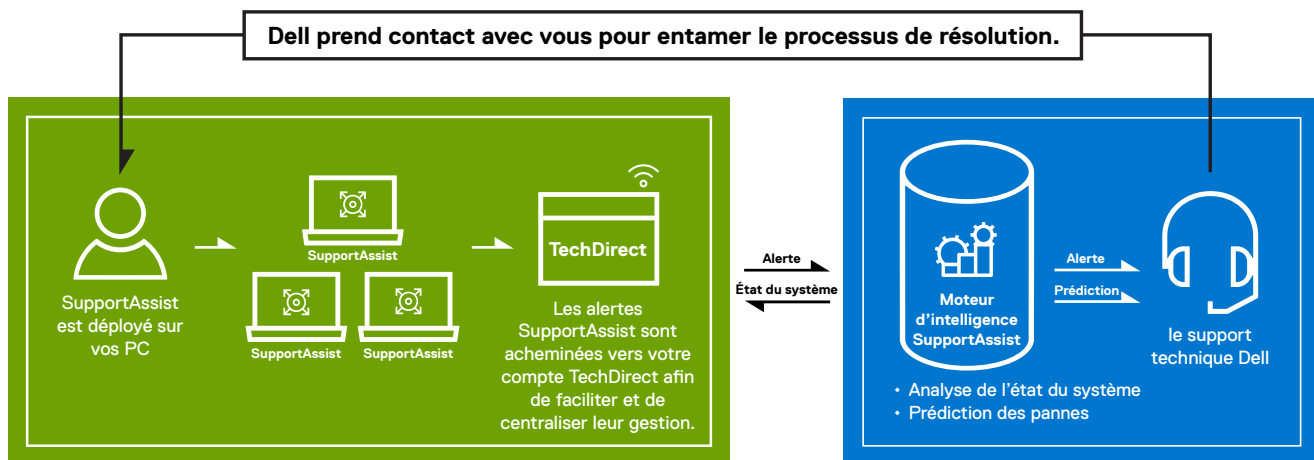 Dell prend contact avec vous pour entamer le processus de résolution.
SupportAssist
est déployé sur
vos PC
SupportAssist
SupportAssist
SupportAssist
TechDirect
Les alertes
SupportAssist sont
acheminées vers votre
compte TechDirect afin
de faciliter et de
centraliser leur gestion.
Alerte
État du système
Moteur
d'intelligence
SupportAssist
• Analyse de l'état du système
• Prédiction des pannes
Alerte
Prédiction
le support
technique Dell